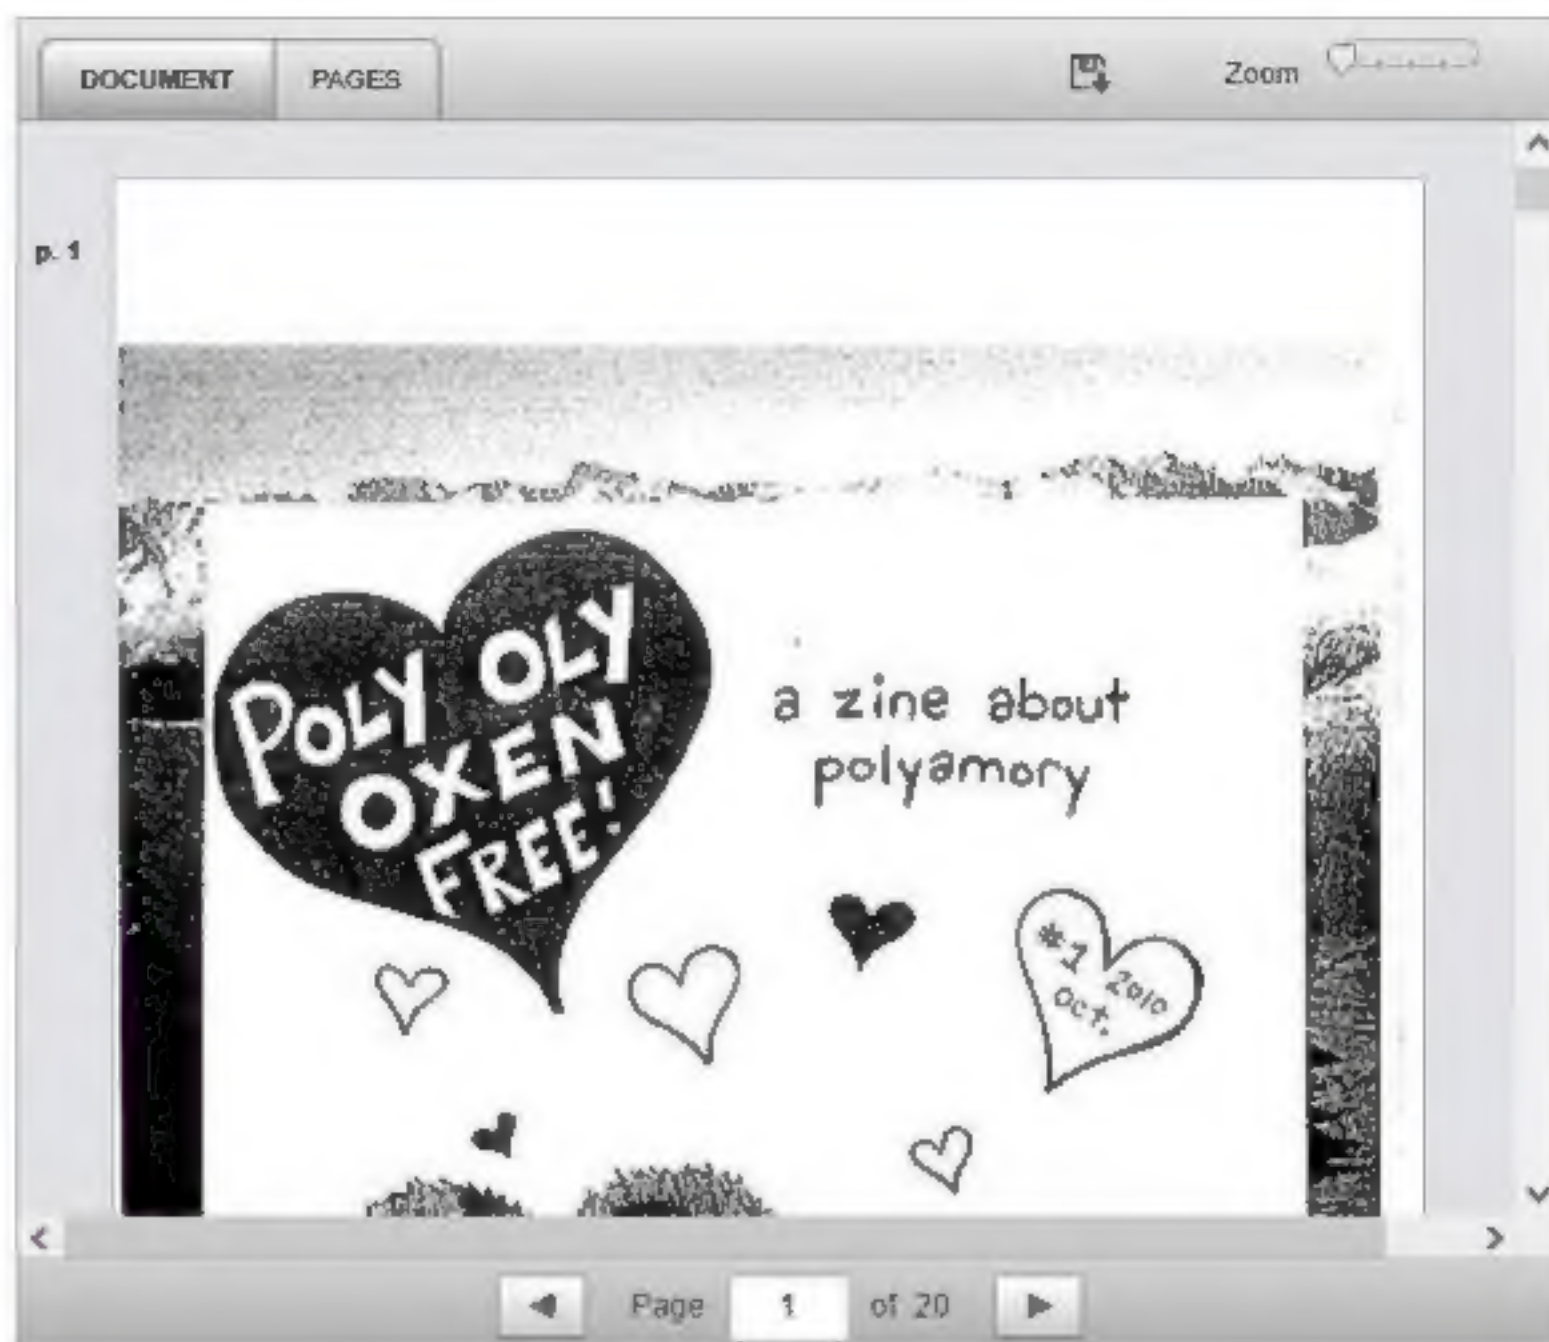 DOCUMENT PAGES Zoom
p. 1
POLY OLY
OXEN
FREE!
a zine about
polyamory
#1 2010
Oct.
Page 1 of 20